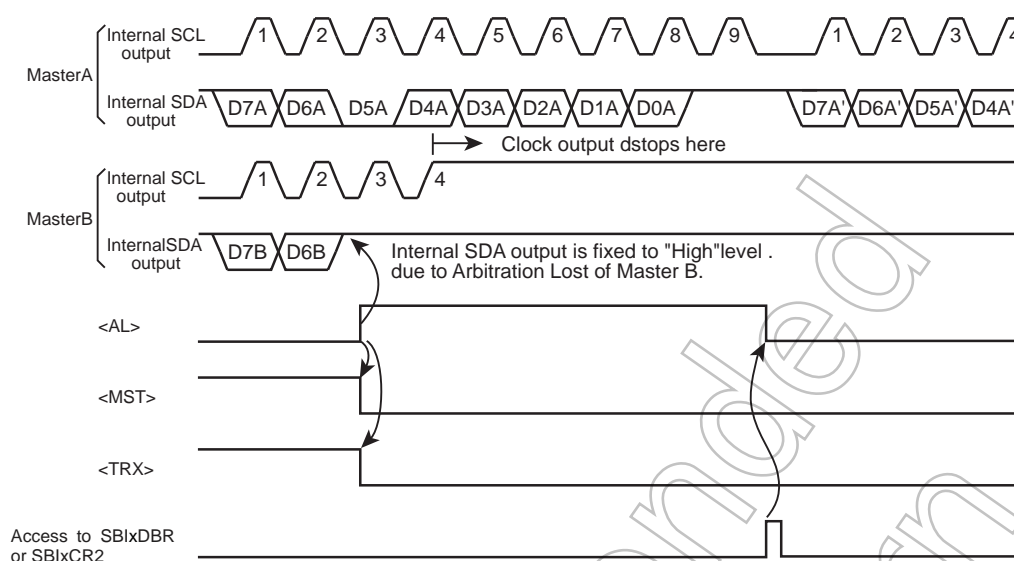 Internal SCL
output
1 2 3 4 5 6 7 8 9 1 2 3 4
MasterA
Internal SDA
output
D7A D6A D5A D4A D3A D2A D1A D0A D7A' D6A' D5A' D4A'
Clock output dstops here
Internal SCL
output
1 2 3 4
MasterB
InternalSDA
output
D7B D6B
Internal SDA output is fixed to "High"level .
due to Arbitration Lost of Master B.
<AL>
<MST>
<TRX>
Access to SBIxDBR
or SBIxCR2